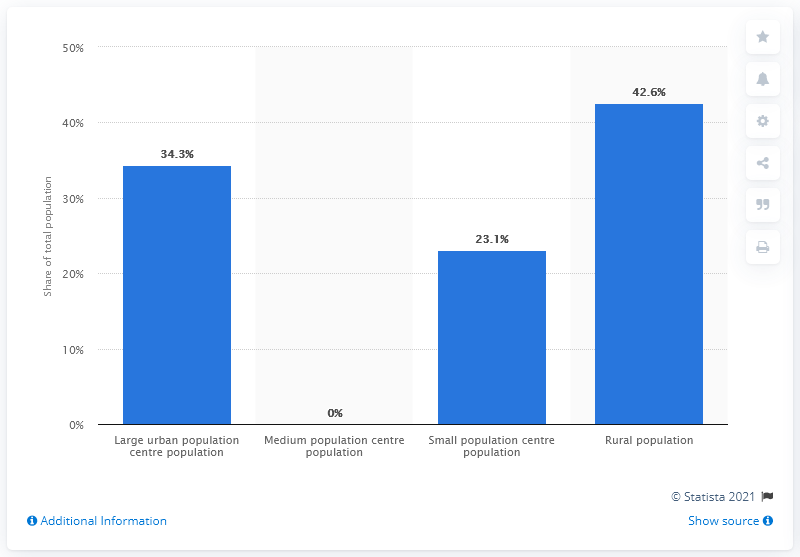 50%
40%
30%
20%
10%
0%
Share of total population
34.3%
0%
23.1%
42.6%
Large urban population
centre population
Medium population centre
population
Small population centre
population
Rural population
© Statista 2021
Additional Information
Show source